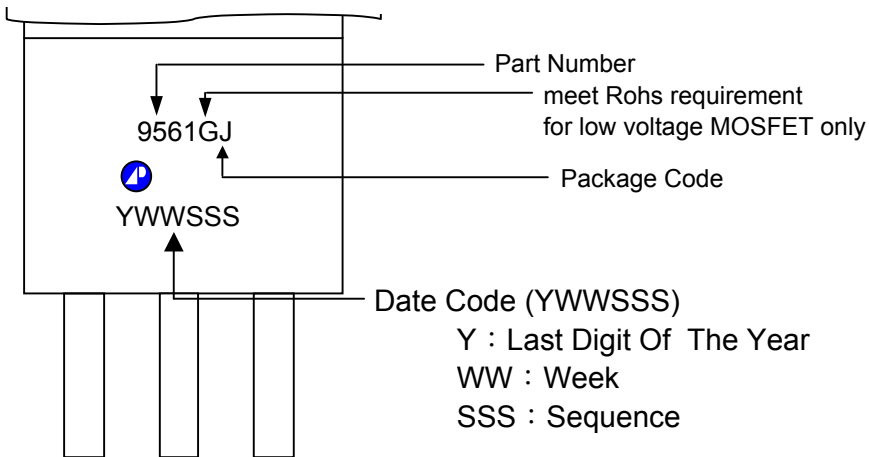 Part Number
meet Rohs requirement
for low voltage MOSFET only
9561GJ
Package Code
YWWSSS
Date Code (YWWSSS)
Y：Last Digit Of The Year
WW：Week
SSS：Sequence